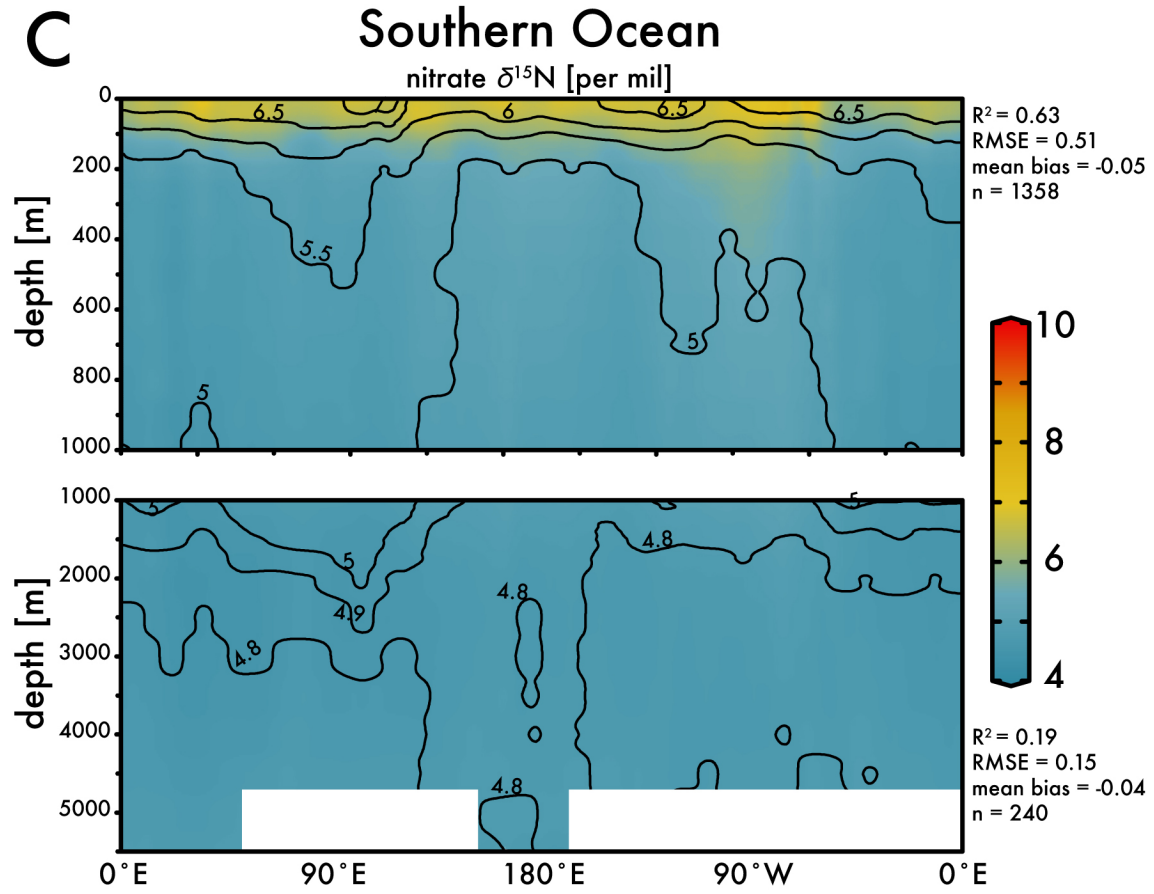 C
Southern Ocean
nitrate δ¹⁵N [per mil]
0
200
400
600
800
1000
depth [m]
6.5
6
6.5
6.5
5.5
5
5
R² = 0.63
RMSE = 0.51
mean bias = -0.05
n = 1358
10
8
6
4
1000
2000
3000
4000
5000
depth [m]
5
5
5
4.9
4.8
4.8
4.8
4.8
R² = 0.19
RMSE = 0.15
mean bias = -0.04
n = 240
0°E
90°E
180°E
90°W
0°E